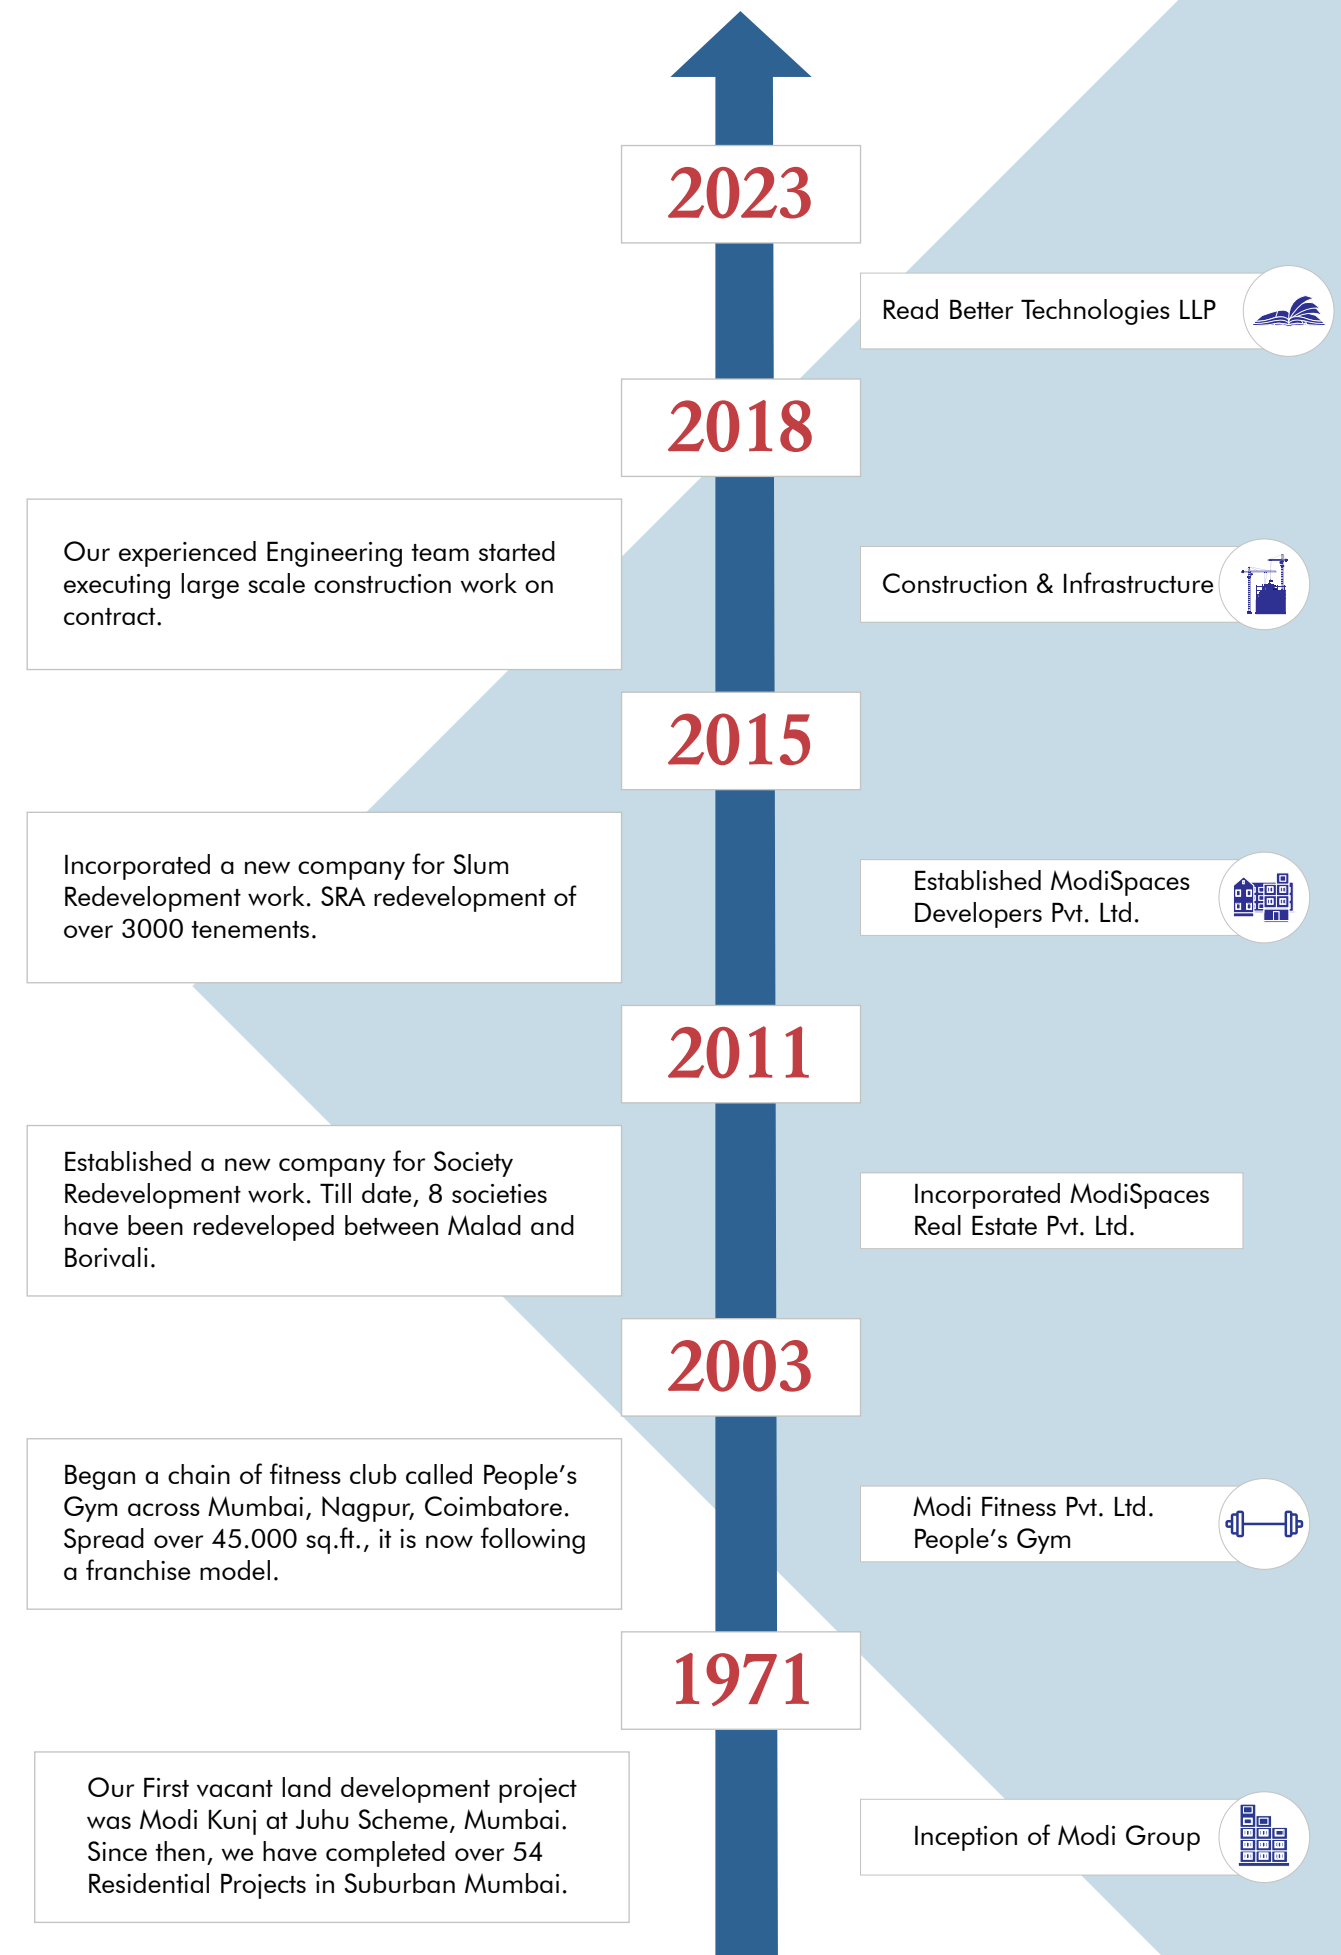 2023
Read Better Technologies LLP
2018
Our experienced Engineering team started
executing large scale construction work on
contract.
Construction & Infrastructure
2015
Incorporated a new company for Slum
Redevelopment work. SRA redevelopment of
over 3000 tenements.
Established ModiSpaces
Developers Pvt. Ltd.
2011
Established a new company for Society
Redevelopment work. Till date, 8 societies
have been redeveloped between Malad and
Borivali.
Incorporated ModiSpaces
Real Estate Pvt. Ltd.
2003
Began a chain of fitness club called People’s
Gym across Mumbai, Nagpur, Coimbatore.
Spread over 45.000 sq.ft., it is now following
a franchise model.
Modi Fitness Pvt. Ltd.
People’s Gym
1971
Our First vacant land development project
was Modi Kunj at Juhu Scheme, Mumbai.
Since then, we have completed over 54
Residential Projects in Suburban Mumbai.
Inception of Modi Group